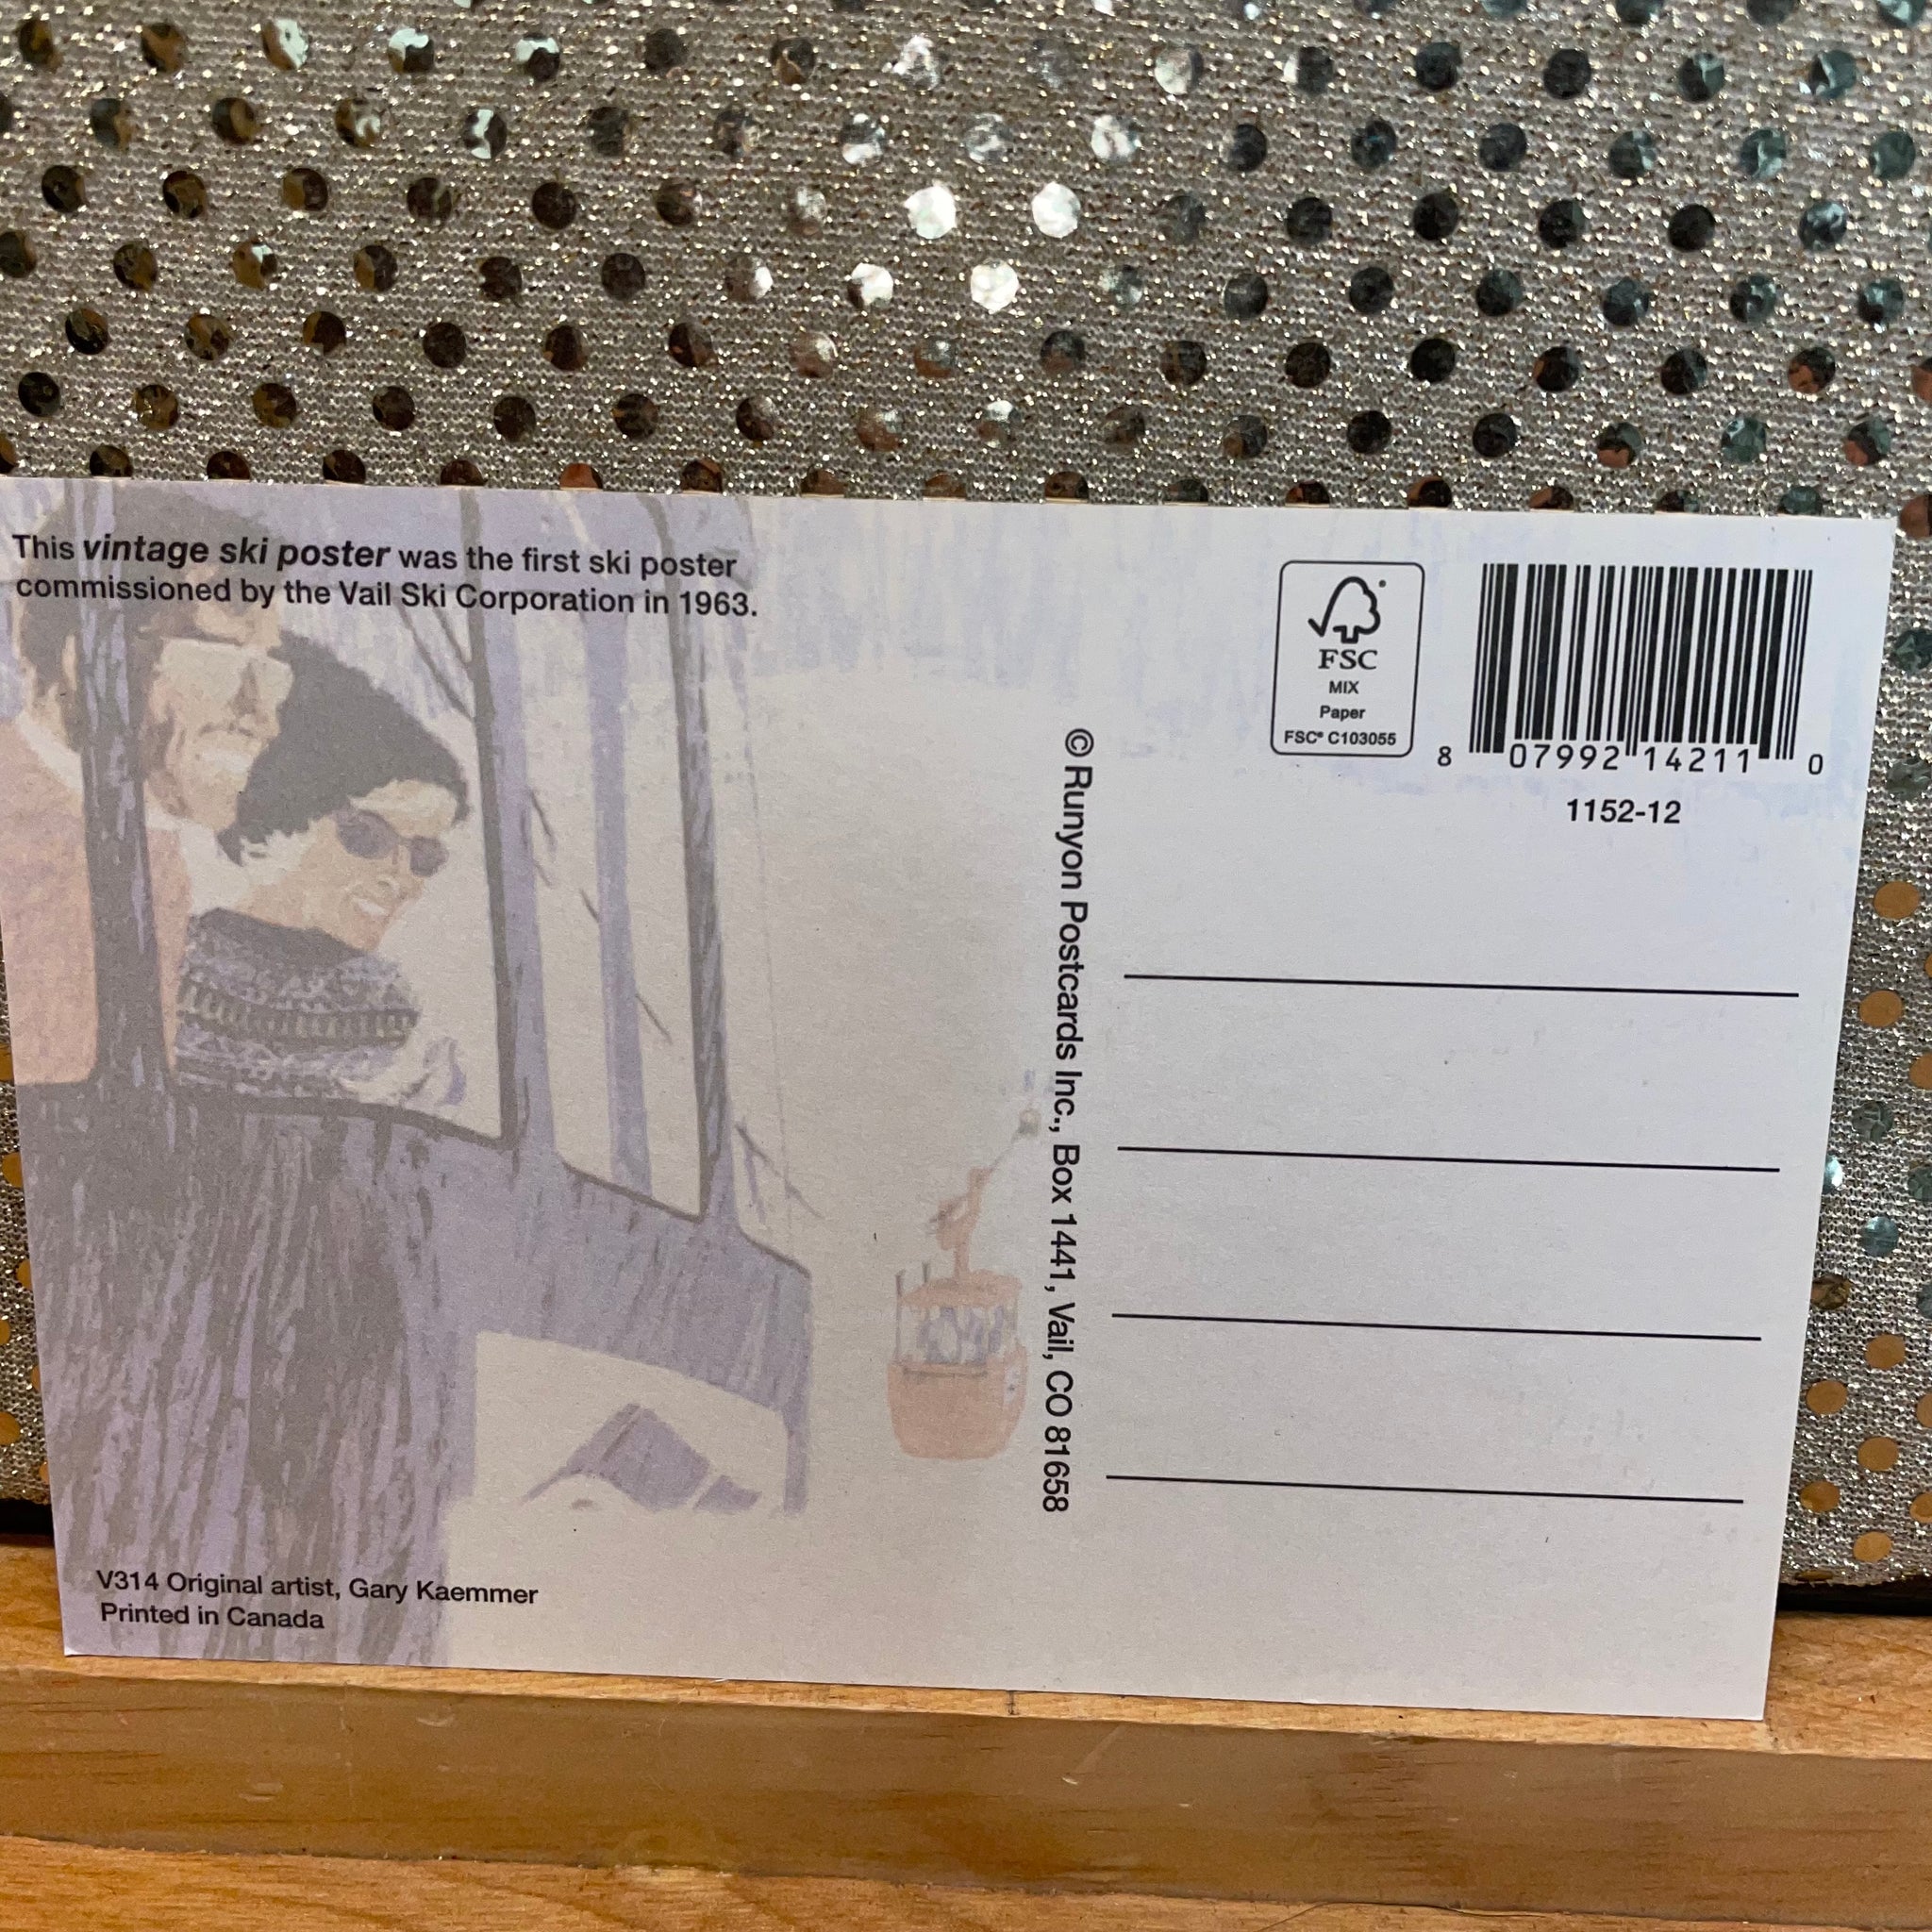 This vintage ski poster was the first ski poster
commissioned by the Vail Ski Corporation in 1963.
FSC
MIX
Paper
FSC® C103055
8 07992 14211 0
1152-12
© Runyon Postcards Inc., Box 1441, Vail, CO 81658
V314 Original artist, Gary Kaemmer
Printed in Canada